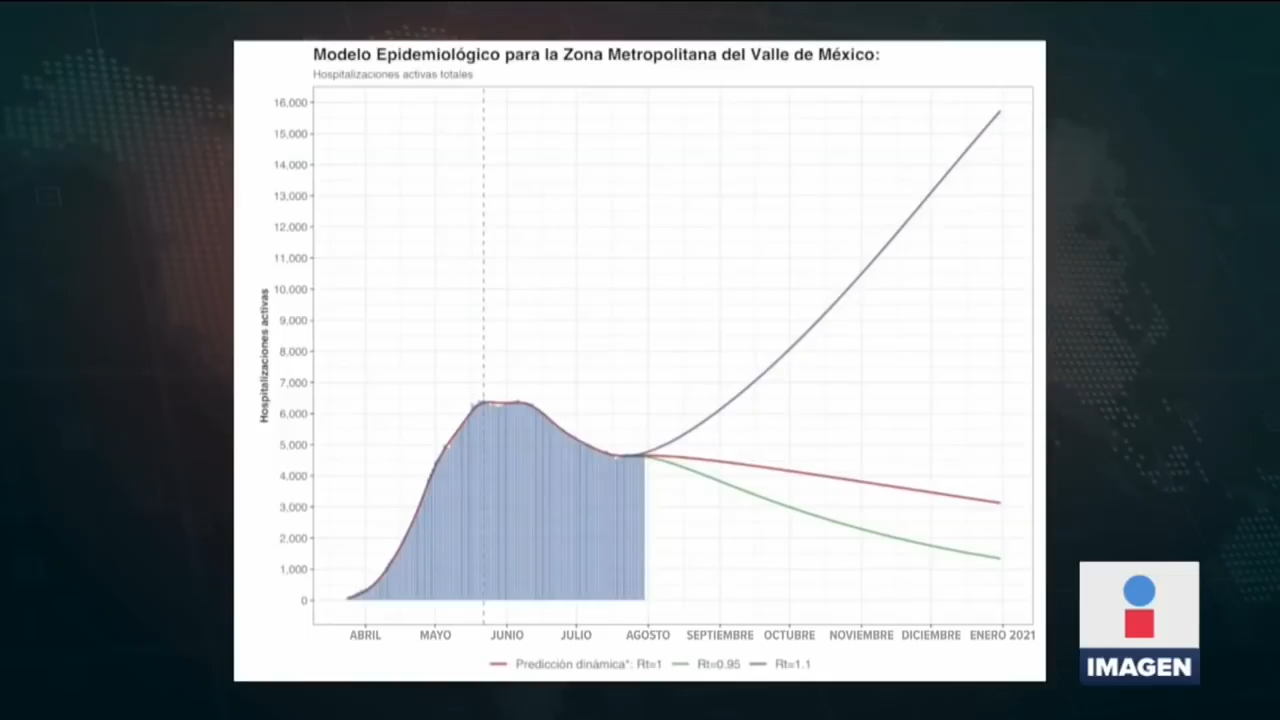 Modelo Epidemiológico para la Zona Metropolitana del Valle de México:
Hospitalizaciones activas totales
Hospitalizaciones activas
16,000
15,000
14,000
13,000
12,000
11,000
10,000
9,000
8,000
7,000
6,000
5,000
4,000
3,000
2,000
1,000
0
ABRIL MAYO JUNIO JULIO AGOSTO SEPTIEMBRE OCTUBRE NOVIEMBRE DICIEMBRE ENERO 2021
Predicción dinámica*: Rt=1 Rt=0.95 Rt=1.1
IMAGEN